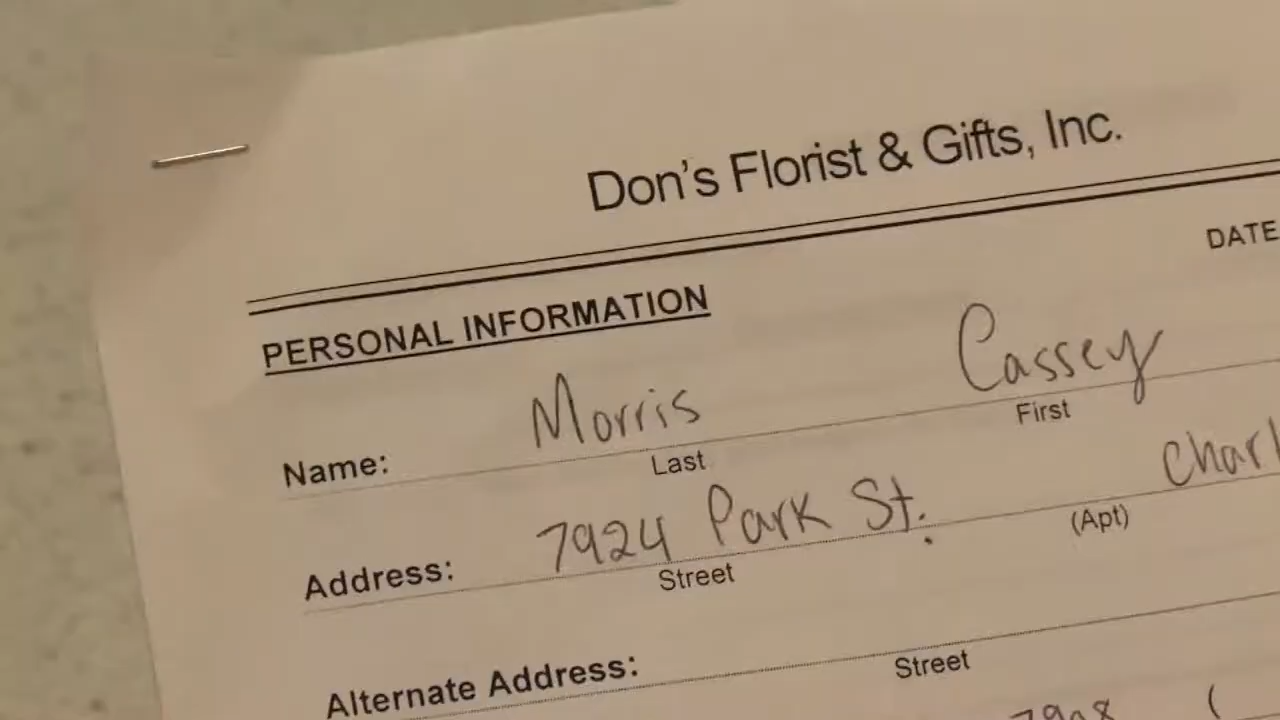 Don's Florist & Gifts, Inc.
DATE
PERSONAL INFORMATION
Name: Morris Cassey
Last First
Address: 7924 Park St. Charl
Street (Apt)
Alternate Address:
Street